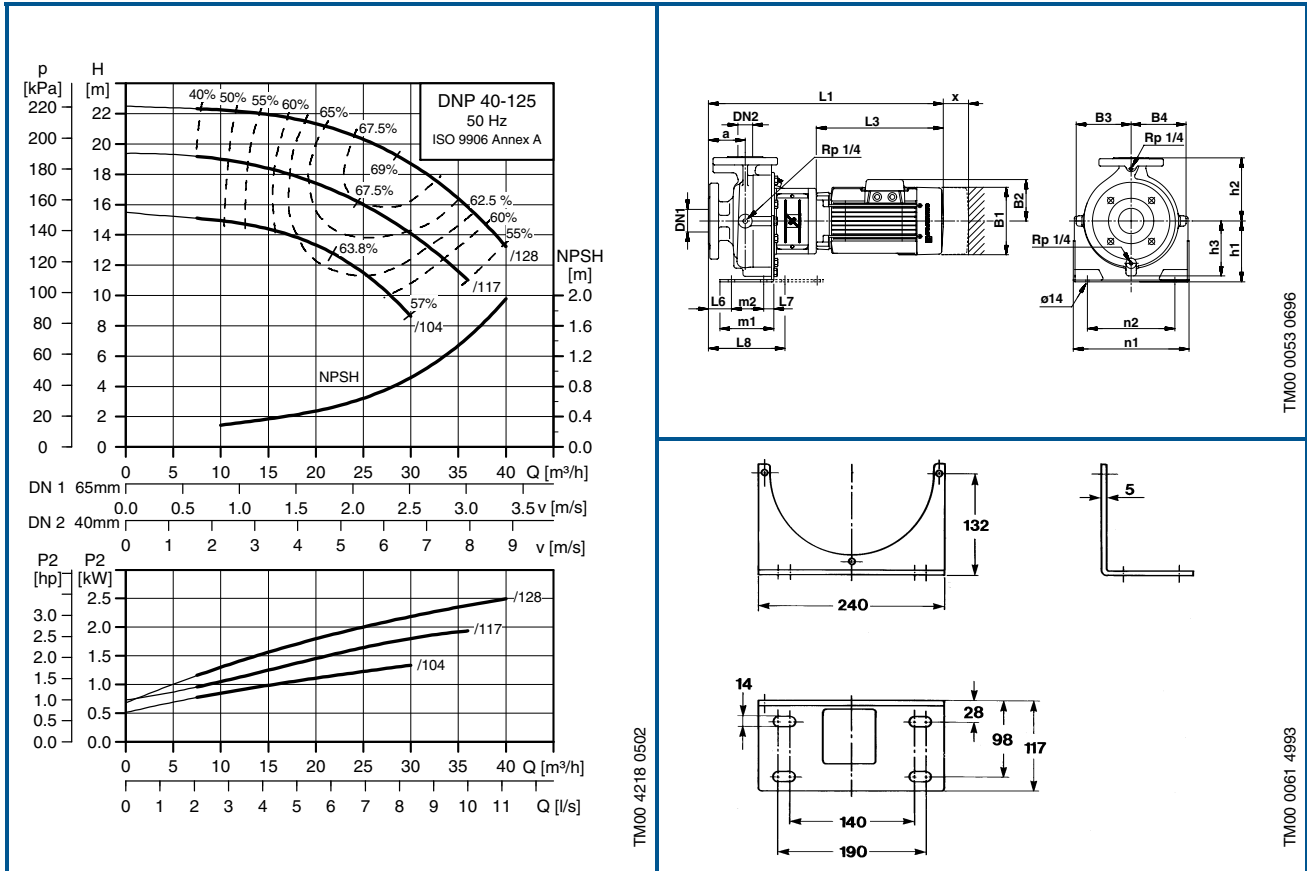 p H
[kPa] [m]
DNP 40-125
50 Hz
ISO 9906 Annex A
40% 50% 55% 60% 65% 67.5%
69%
67.5%
62.5 %
60%
55%
63.8%
57%
/128
/117
/104
NPSH
NPSH
[m]
220
200
180
160
140
120
100
80
60
40
20
0
22
20
18
16
14
12
10
8
6
4
2
0
2.0
1.6
1.2
0.8
0.4
0.0
0 5 10 15 20 25 30 35 40 Q [m³/h]
DN 1 65mm
0.0 0.5 1.0 1.5 2.0 2.5 3.0 3.5 v [m/s]
DN 2 40mm
0 1 2 3 4 5 6 7 8 9 v [m/s]
P2 P2
[hp] [kW]
3.0
2.5
2.0
1.5
1.0
0.5
0.0
2.5
2.0
1.5
1.0
0.5
0.0
/128
/117
/104
0 5 10 15 20 25 30 35 40 Q [m³/h]
0 1 2 3 4 5 6 7 8 9 10 11 Q [l/s]
TM00 4218 0502
L1 x
DN2 L3
a
Rp 1/4
DN1
B1
B2
L6 m2 L7
m1
L8
B3 B4
Rp 1/4
h2
Rp 1/4
h3
h1
ø14
n2
n1
TM00 0053 0696
132
240
5
14
28
98
117
140
190
TM00 0061 4993